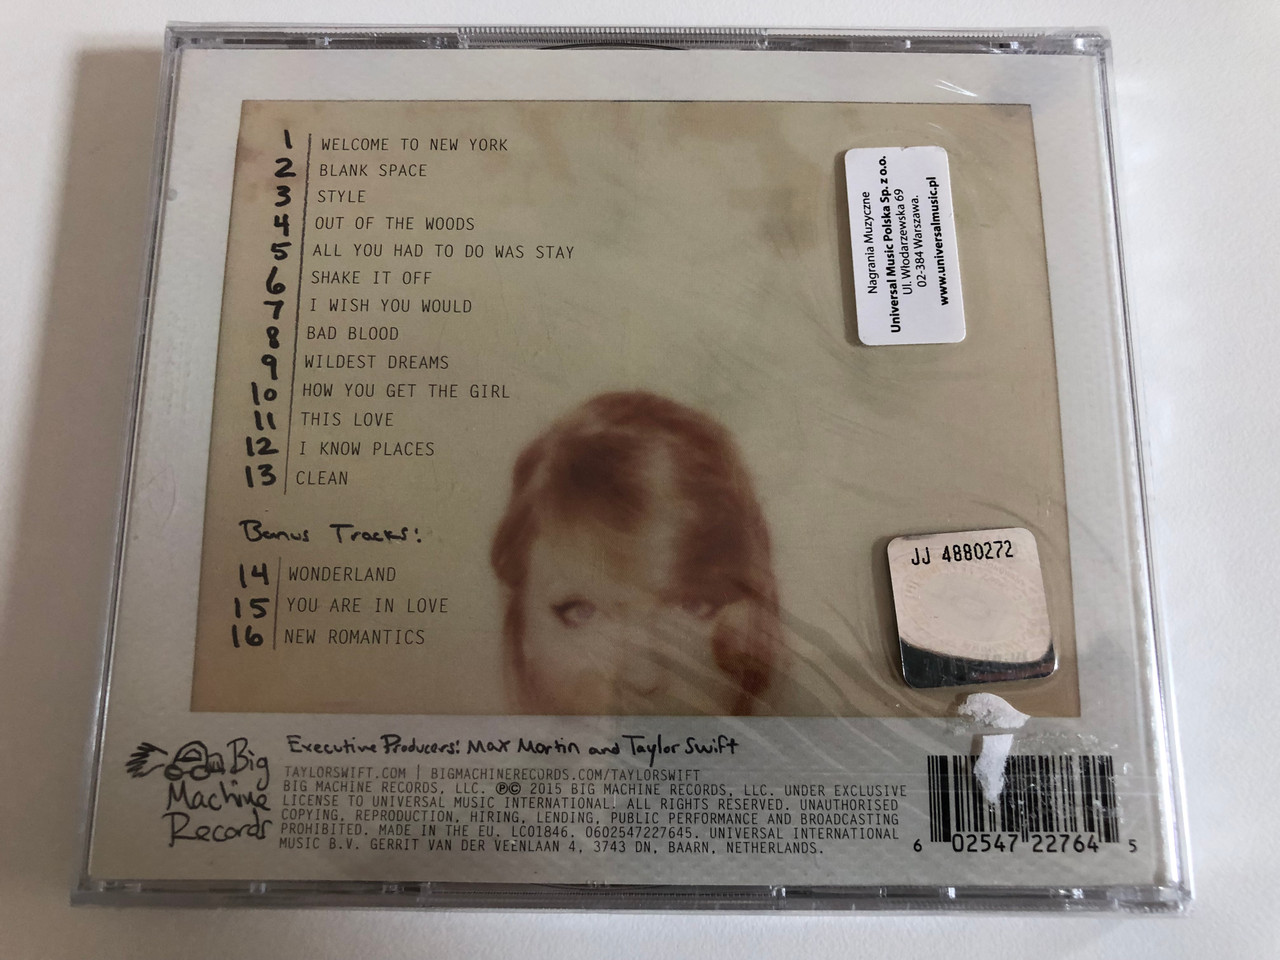 1 WELCOME TO NEW YORK
2 BLANK SPACE
3 STYLE
4 OUT OF THE WOODS
5 ALL YOU HAD TO DO WAS STAY
6 SHAKE IT OFF
7 I WISH YOU WOULD
8 BAD BLOOD
9 WILDEST DREAMS
10 HOW YOU GET THE GIRL
11 THIS LOVE
12 I KNOW PLACES
13 CLEAN
Bonus Tracks:
14 WONDERLAND
15 YOU ARE IN LOVE
16 NEW ROMANTICS
Nagrania Muzyczne
Universal Music Polska Sp. z o.o.
Ul. Włodarzewska 69
02-384 Warszawa.
www.universalmusic.pl
JJ 4880272
Big
Machine
Records
Executive Producers: Max Martin and Taylor Swift
TAYLORSWIFT.COM | BIGMACHINERECORDS.COM/TAYLORSWIFT
BIG MACHINE RECORDS, LLC. ℗© 2015 BIG MACHINE RECORDS, LLC. UNDER EXCLUSIVE
LICENSE TO UNIVERSAL MUSIC INTERNATIONAL. ALL RIGHTS RESERVED. UNAUTHORISED
COPYING, REPRODUCTION, HIRING, LENDING, PUBLIC PERFORMANCE AND BROADCASTING
PROHIBITED. MADE IN THE EU. LC01846. 0602547227645. UNIVERSAL INTERNATIONAL
MUSIC B.V. GERRIT VAN DER VEENLAAN 4, 3743 DN, BAARN, NETHERLANDS.
6 02547 22764 5